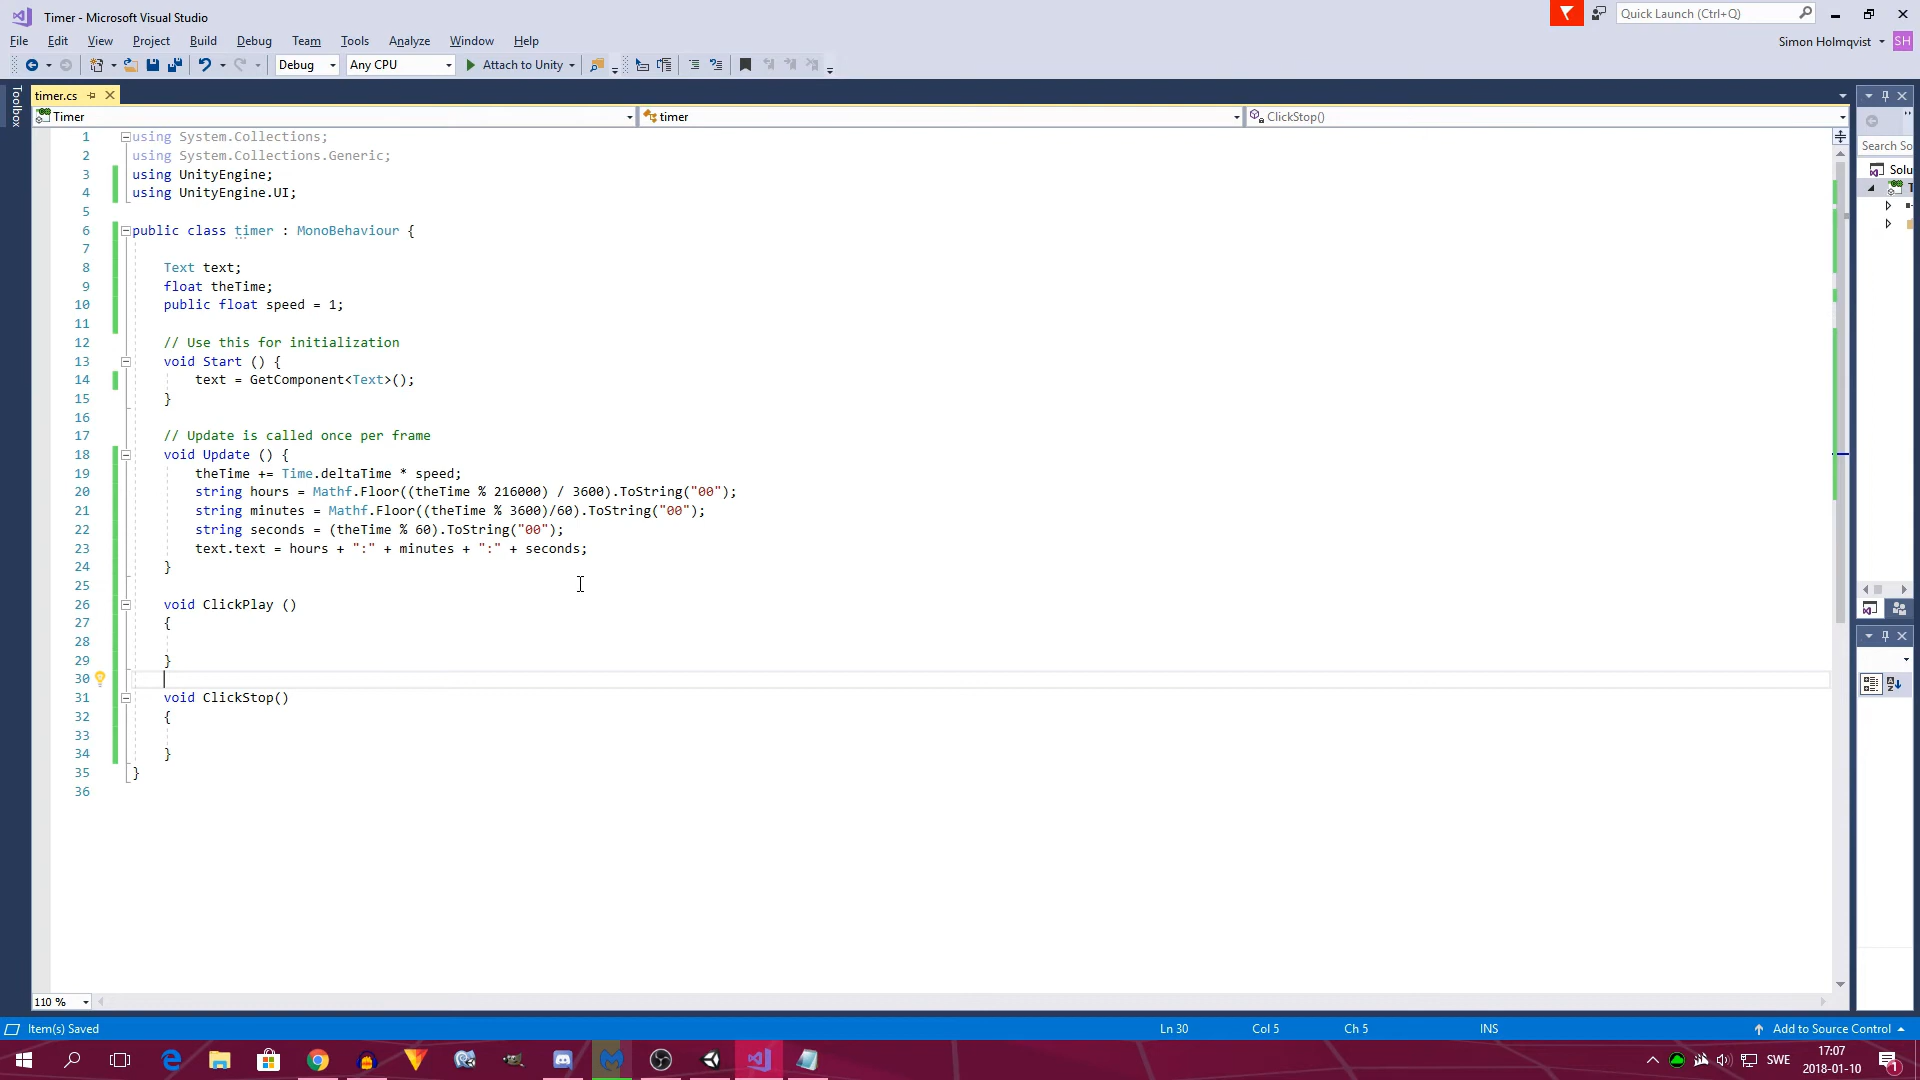 Timer - Microsoft Visual Studio
Quick Launch (Ctrl+Q)
File Edit View Project Build Debug Team Tools Analyze Window Help
Simon Holmqvist SH
Debug Any CPU Attach to Unity
Toolbox
timer.cs
Timer timer ClickStop()
1 using System.Collections;
2 using System.Collections.Generic;
Search So
3 using UnityEngine;
Solu
4 using UnityEngine.UI;
5
6 public class timer : MonoBehaviour {
7
8 Text text;
9 float theTime;
10 public float speed = 1;
11
12 // Use this for initialization
13 void Start () {
14 text = GetComponent<Text>();
15 }
16
17 // Update is called once per frame
18 void Update () {
19 theTime += Time.deltaTime * speed;
20 string hours = Mathf.Floor((theTime % 216000) / 3600).ToString("00");
21 string minutes = Mathf.Floor((theTime % 3600)/60).ToString("00");
22 string seconds = (theTime % 60).ToString("00");
23 text.text = hours + ":" + minutes + ":" + seconds;
24 }
25
26 void ClickPlay ()
27 {
28
29 }
30
31 void ClickStop()
32 {
33
34 }
35 }
36
110 %
Item(s) Saved Ln 30 Col 5 Ch 5 INS Add to Source Control
SWE 17:07
2018-01-10
1